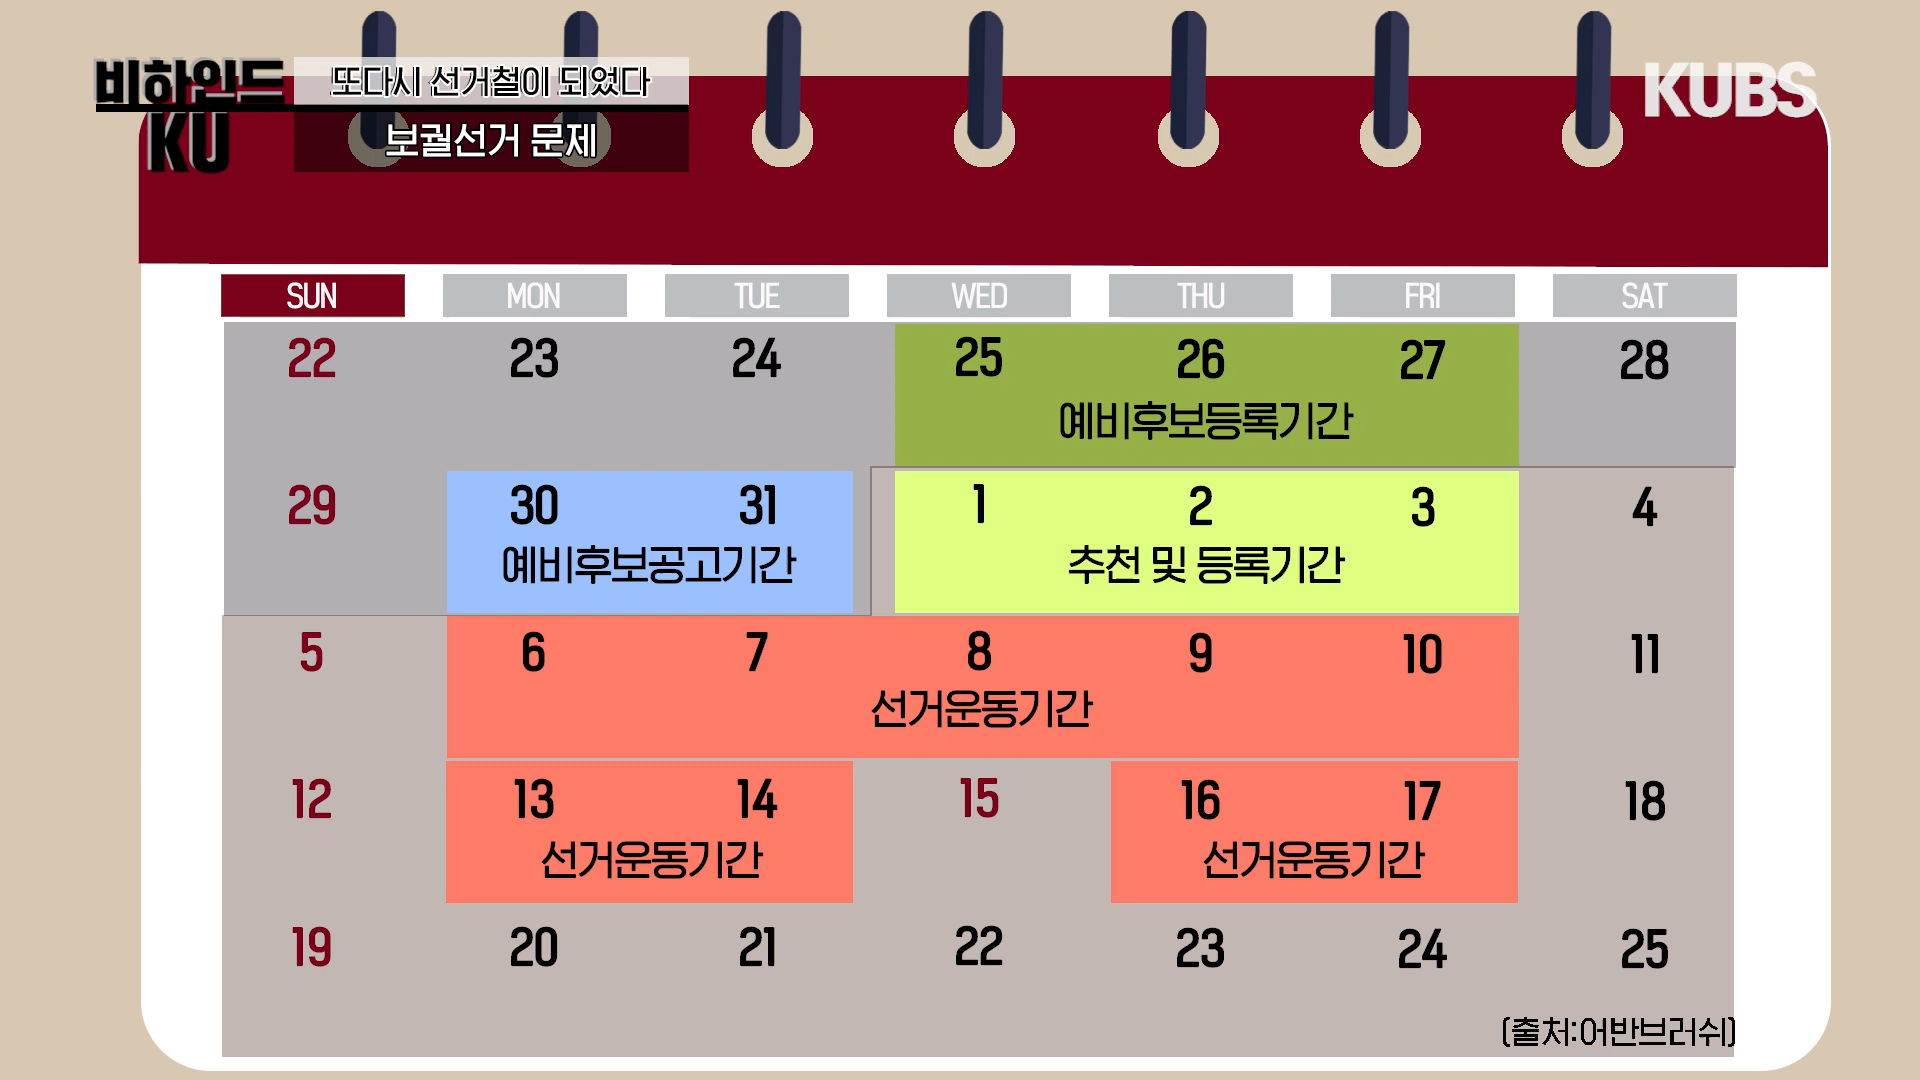 비하인드
KU
또다시 선거철이 되었다
보궐선거 문제
KUBS
SUN MON TUE WED THU FRI SAT
22 23 24 25 26 27 28
예비후보등록기간
29 30 31 1 2 3 4
예비후보공고기간 추천 및 등록기간
5 6 7 8 9 10 11
선거운동기간
12 13 14 15 16 17 18
선거운동기간 선거운동기간
19 20 21 22 23 24 25
(출처:어반브러쉬)